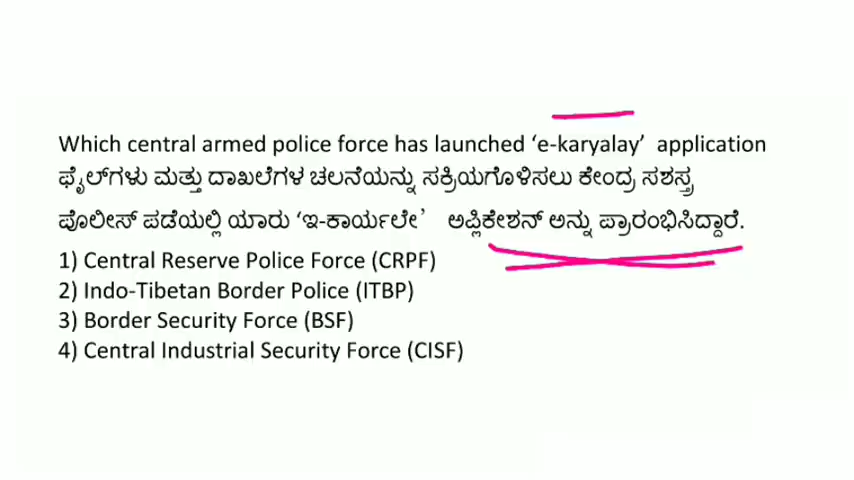 Which central armed police force has launched ‘e-karyalay’ application
ಫೈಲ್‌ಗಳು ಮತ್ತು ದಾಖಲೆಗಳ ಚಲನೆಯನ್ನು ಸಕ್ರಿಯಗೊಳಿಸಲು ಕೇಂದ್ರ ಸಶಸ್ತ್ರ
ಪೊಲೀಸ್ ಪಡೆಯಲ್ಲಿ ಯಾರು ‘ಇ-ಕಾರ್ಯಲೇ’ ಅಪ್ಲಿಕೇಶನ್ ಅನ್ನು ಪ್ರಾರಂಭಿಸಿದ್ದಾರೆ.
1) Central Reserve Police Force (CRPF)
2) Indo-Tibetan Border Police (ITBP)
3) Border Security Force (BSF)
4) Central Industrial Security Force (CISF)